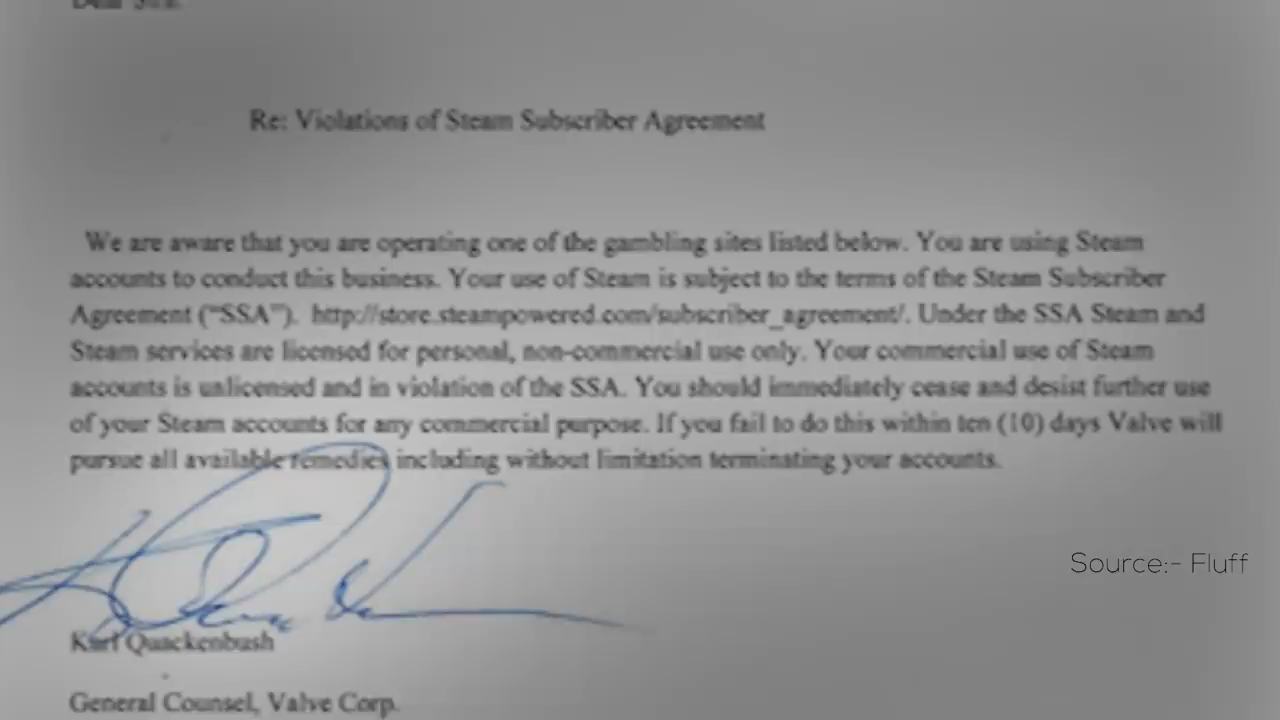 Dear Sirs:
Re: Violations of Steam Subscriber Agreement
We are aware that you are operating one of the gambling sites listed below. You are using Steam
accounts to conduct this business. Your use of Steam is subject to the terms of the Steam Subscriber
Agreement (“SSA”). http://store.steampowered.com/subscriber_agreement/. Under the SSA Steam and
Steam services are licensed for personal, non-commercial use only. Your commercial use of Steam
accounts is unlicensed and in violation of the SSA. You should immediately cease and desist further use
of your Steam accounts for any commercial purpose. If you fail to do this within ten (10) days Valve will
pursue all available remedies including without limitation terminating your accounts.
Source:- Fluff
Karl Quackenbush
General Counsel, Valve Corp.